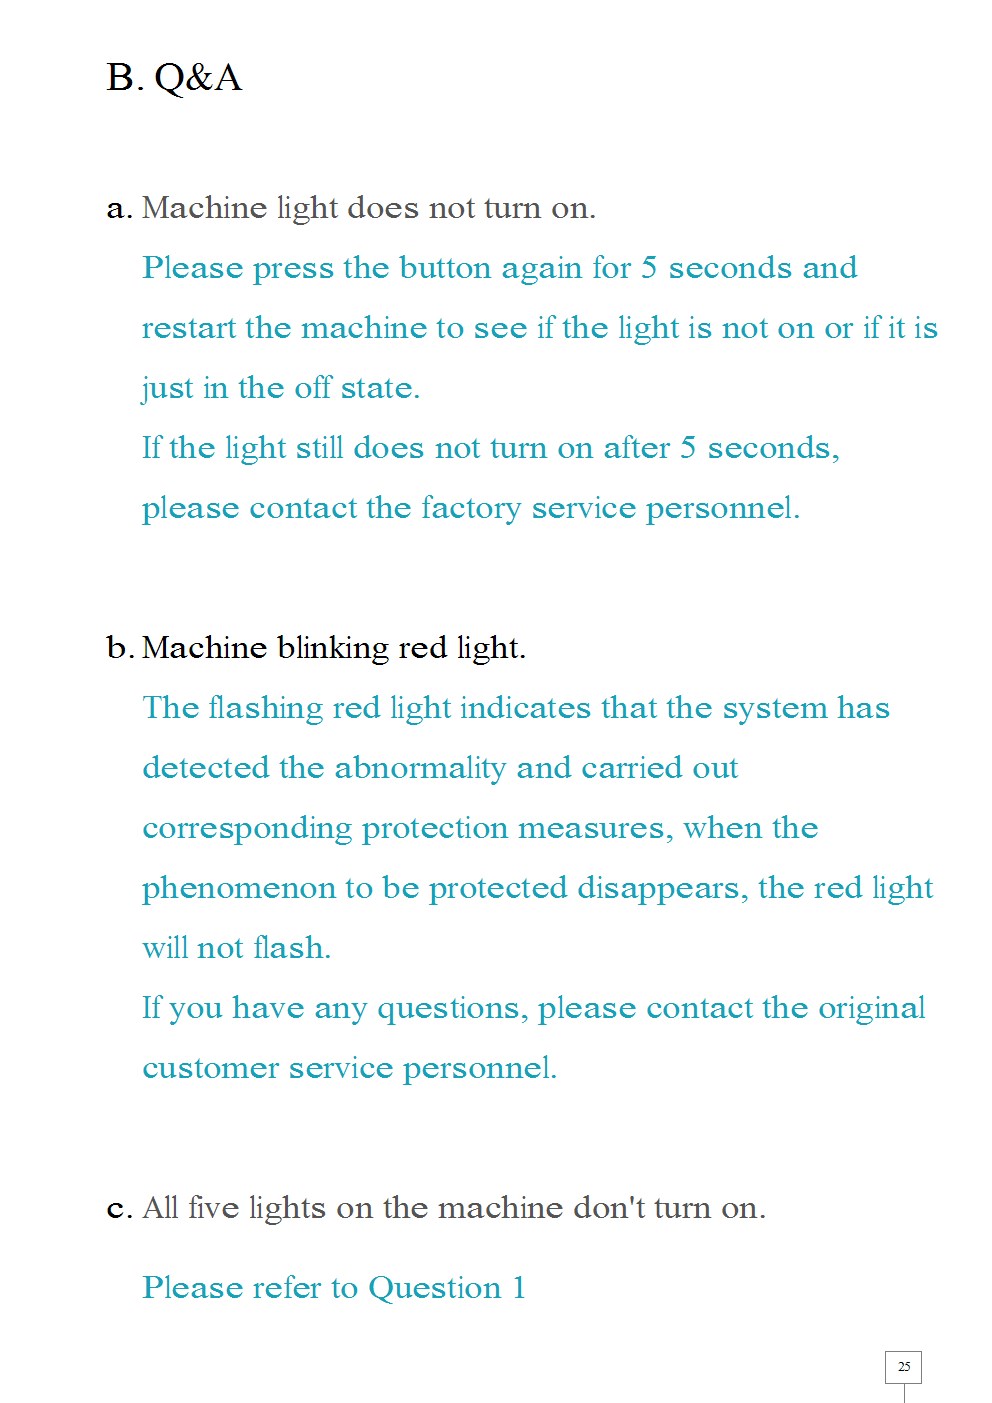 B. Q&A
a. Machine light does not turn on.
Please press the button again for 5 seconds and
restart the machine to see if the light is not on or if it is
just in the off state.
If the light still does not turn on after 5 seconds,
please contact the factory service personnel.
b. Machine blinking red light.
The flashing red light indicates that the system has
detected the abnormality and carried out
corresponding protection measures, when the
phenomenon to be protected disappears, the red light
will not flash.
If you have any questions, please contact the original
customer service personnel.
c. All five lights on the machine don't turn on.
Please refer to Question 1
25